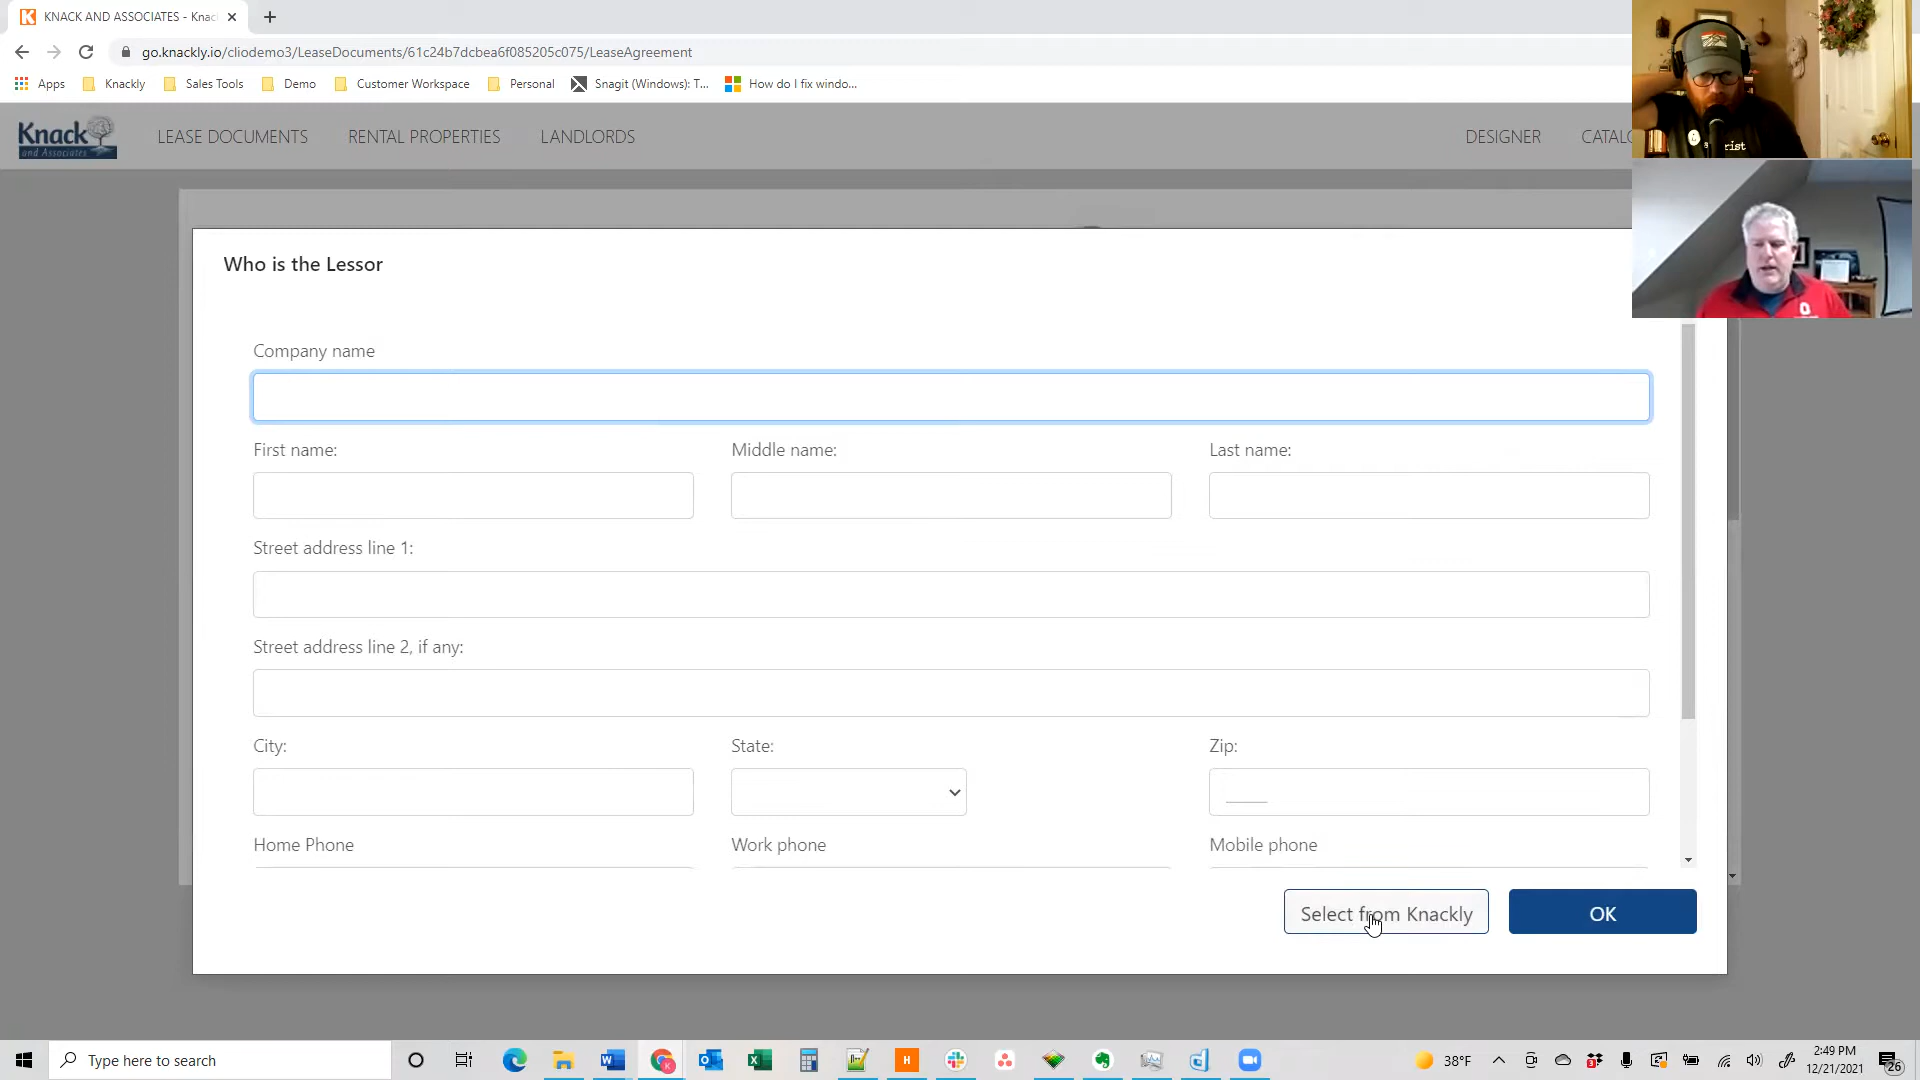 KNACK AND ASSOCIATES - Knac
go.knackly.io/cliodemo3/LeaseDocuments/61c24b7dcbea6f085205c075/LeaseAgreement
Apps Knackly Sales Tools Demo Customer Workspace Personal Snagit (Windows): T... How do I fix windo...
Knack
and Associates
LEASE DOCUMENTS RENTAL PROPERTIES LANDLORDS DESIGNER CATALO
Who is the Lessor
Company name
First name: Middle name: Last name:
Street address line 1:
Street address line 2, if any:
City: State: Zip:
Home Phone Work phone Mobile phone
Select from Knackly OK
Type here to search
38°F
2:49 PM
12/21/2021
26